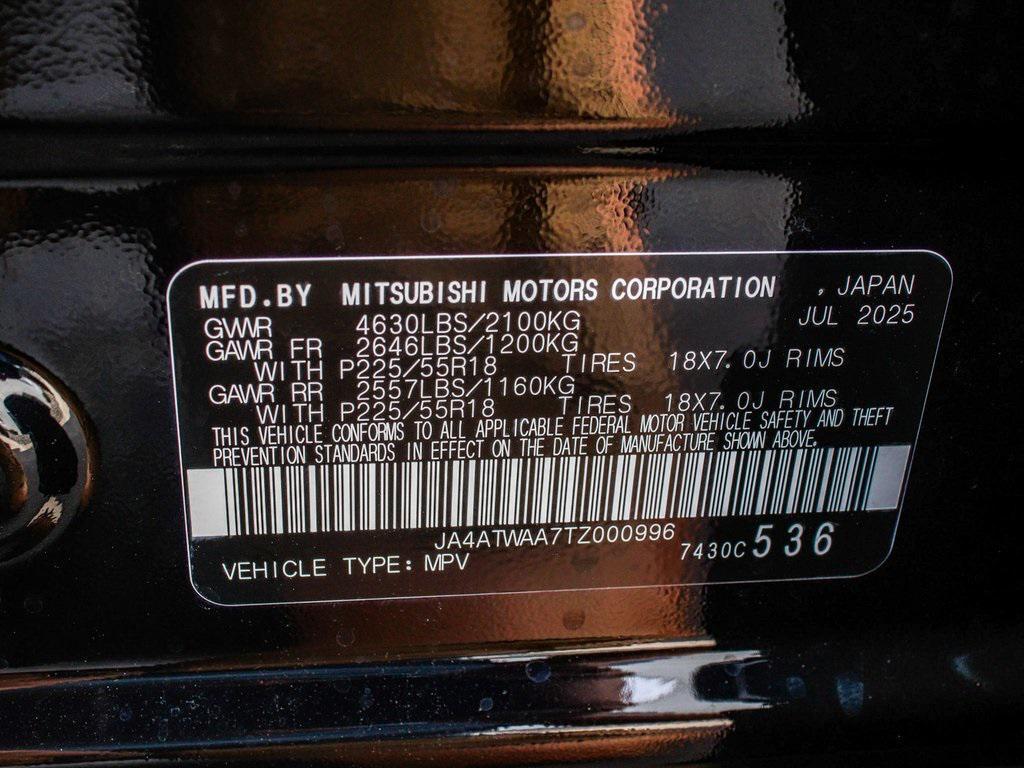 MFD.BY MITSUBISHI MOTORS CORPORATION , JAPAN
JUL 2025
GVWR 4630LBS/2100KG
GAWR FR 2646LBS/1200KG
WITH P225/55R18 TIRES 18X7.0J RIMS
GAWR RR 2557LBS/1160KG
WITH P225/55R18 TIRES 18X7.0J RIMS
THIS VEHICLE CONFORMS TO ALL APPLICABLE FEDERAL MOTOR VEHICLE SAFETY AND THEFT
PREVENTION STANDARDS IN EFFECT ON THE DATE OF MANUFACTURE SHOWN ABOVE.
JA4ATWAA7TZ000996
7430C 536
VEHICLE TYPE: MPV